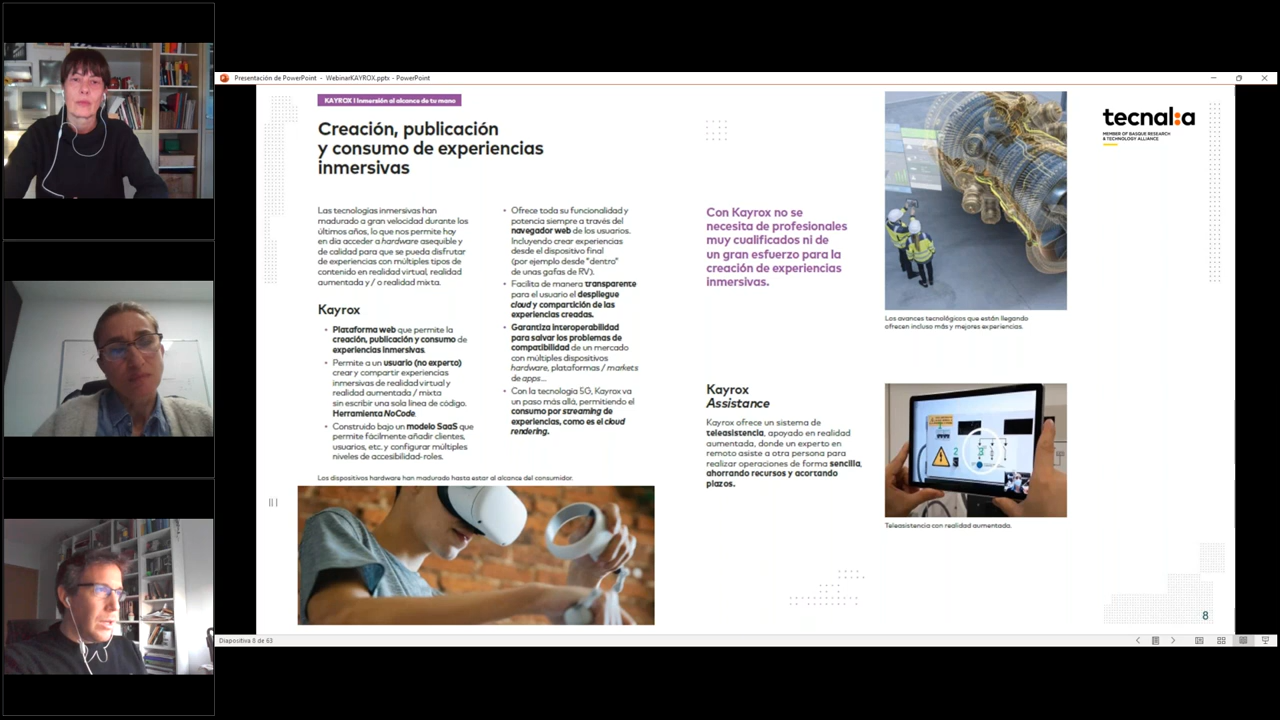 Presentación de PowerPoint - WebinarKAYROX.pptx - PowerPoint
KAYROX I Inmersión al alcance de tu mano
Creación, publicación
y consumo de experiencias
inmersivas
Las tecnologías inmersivas han
madurado a gran velocidad durante los
últimos años, lo que nos permite hoy
en día acceder a hardware asequible y
de calidad para que se pueda disfrutar
de experiencias con múltiples tipos de
contenido en realidad virtual, realidad
aumentada y / o realidad mixta.
Kayrox
• Plataforma web que permite la
creación, publicación y consumo de
experiencias inmersivas.
• Permite a un usuario (no experto)
crear y compartir experiencias
inmersivas de realidad virtual y
realidad aumentada / mixta
sin escribir una sola línea de código.
Herramienta NoCode.
• Construido bajo un modelo SaaS que
permite fácilmente añadir clientes,
usuarios, etc. y configurar múltiples
niveles de accesibilidad-roles.
• Ofrece toda su funcionalidad y
potencia siempre a través del
navegador web de los usuarios.
Incluyendo crear experiencias
desde el dispositivo final
(por ejemplo desde "dentro"
de unas gafas de RV).
• Facilita de manera transparente
para el usuario el despliegue
cloud y compartición de las
experiencias creadas.
• Garantiza interoperabilidad
para salvar los problemas de
compatibilidad de un mercado
con múltiples dispositivos
hardware, plataformas / markets
de apps...
• Con la tecnología 5G, Kayrox va
un paso más allá, permitiendo el
consumo por streaming de
experiencias, como es el cloud
rendering.
Los dispositivos hardware han madurado hasta estar al alcance del consumidor.
Con Kayrox no se
necesita de profesionales
muy cualificados ni de
un gran esfuerzo para la
creación de experiencias
inmersivas.
Kayrox
Assistance
Kayrox ofrece un sistema de
teleasistencia, apoyado en realidad
aumentada, donde un experto en
remoto asiste a otra persona para
realizar operaciones de forma sencilla,
ahorrando recursos y acortando
plazos.
Los avances tecnológicos que están llegando
ofrecen incluso más y mejores experiencias.
Teleasistencia con realidad aumentada.
tecnal:a
MEMBER OF BASQUE RESEARCH
& TECHNOLOGY ALLIANCE
8
Diapositiva 8 de 63